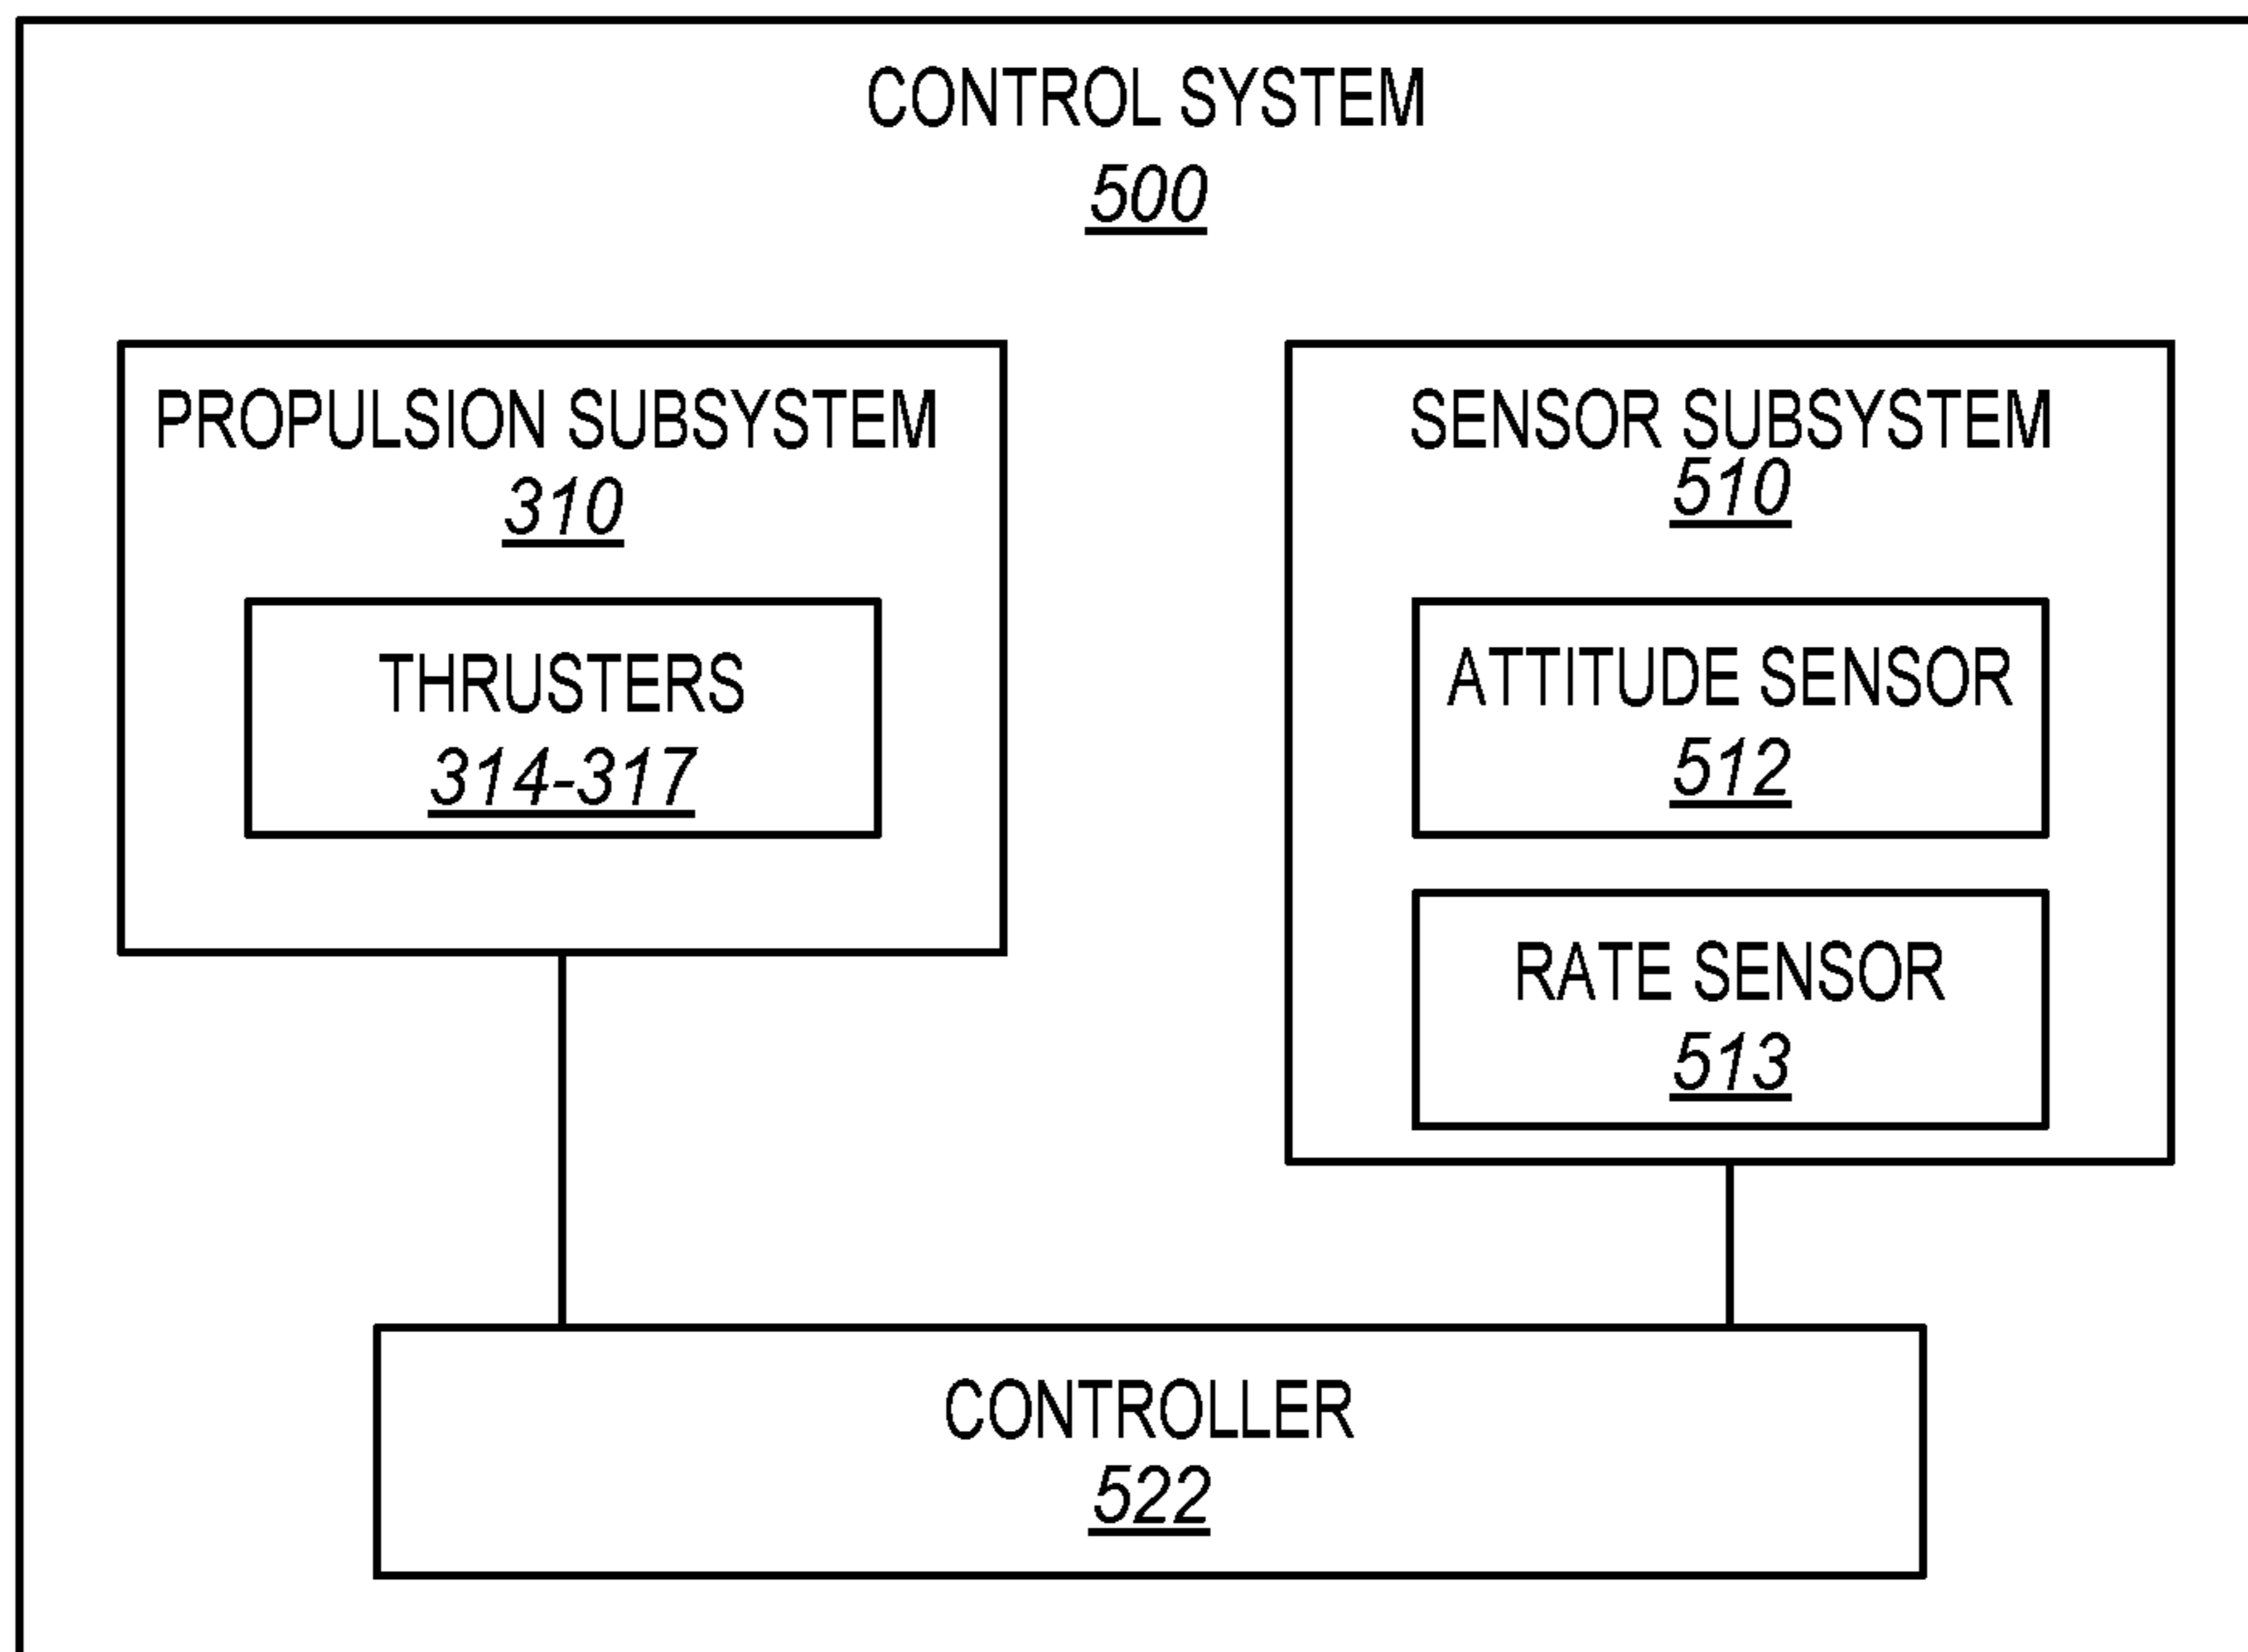 CONTROL SYSTEM
500
PROPULSION SUBSYSTEM
310
THRUSTERS
314-317
SENSOR SUBSYSTEM
510
ATTITUDE SENSOR
512
RATE SENSOR
513
CONTROLLER
522